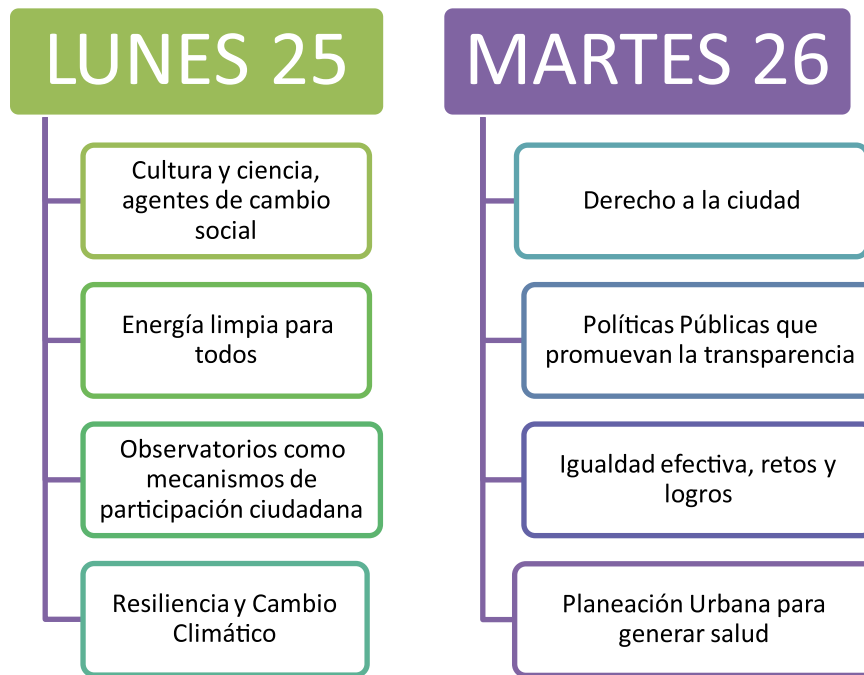 LUNES 25
Cultura y ciencia,
agentes de cambio
social
Energía limpia para
todos
Observatorios como
mecanismos de
participación ciudadana
Resiliencia y Cambio
Climático
MARTES 26
Derecho a la ciudad
Políticas Públicas que
promuevan la transparencia
Igualdad efectiva, retos y
logros
Planeación Urbana para
generar salud